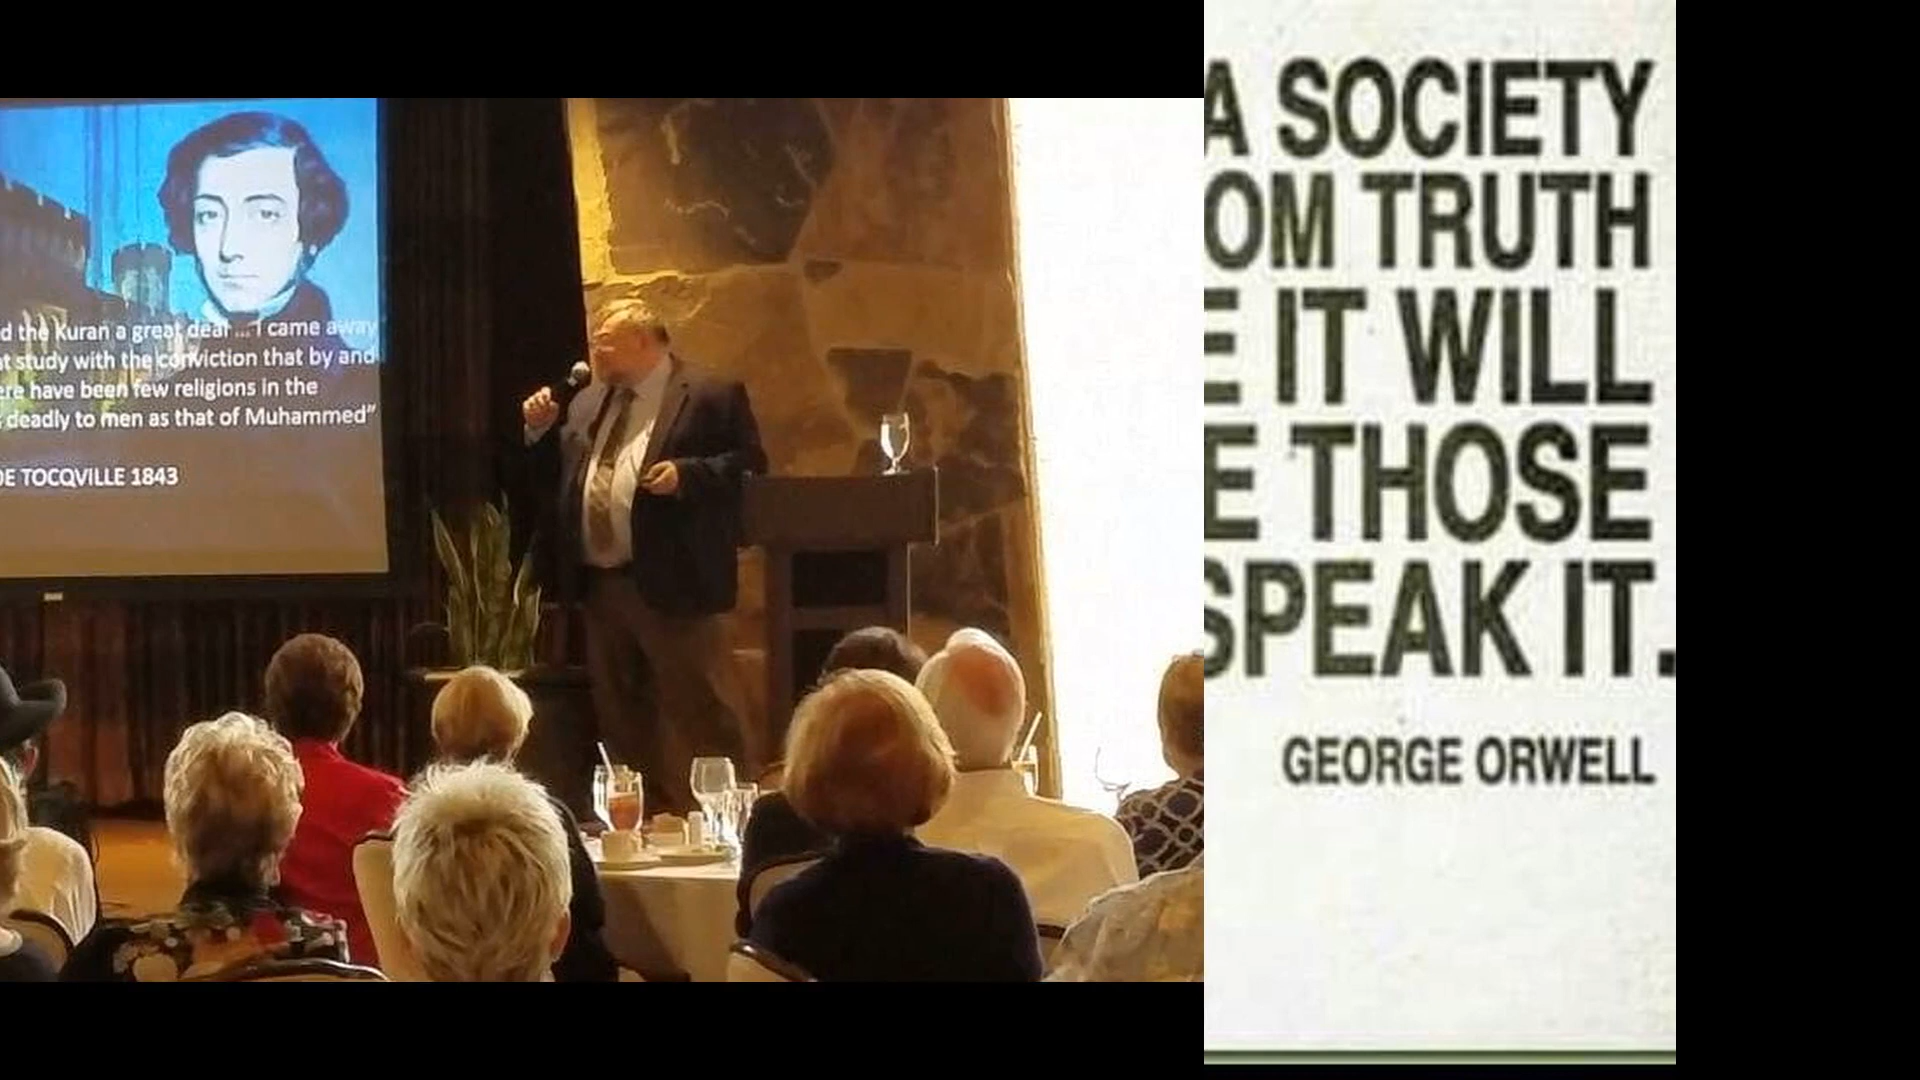 d the Kuran a great deal ... I came away
t study with the conviction that by and
ere have been few religions in the
deadly to men as that of Muhammed”
DE TOCQVILLE 1843
A SOCIETY
OM TRUTH
E IT WILL
E THOSE
SPEAK IT.
GEORGE ORWELL